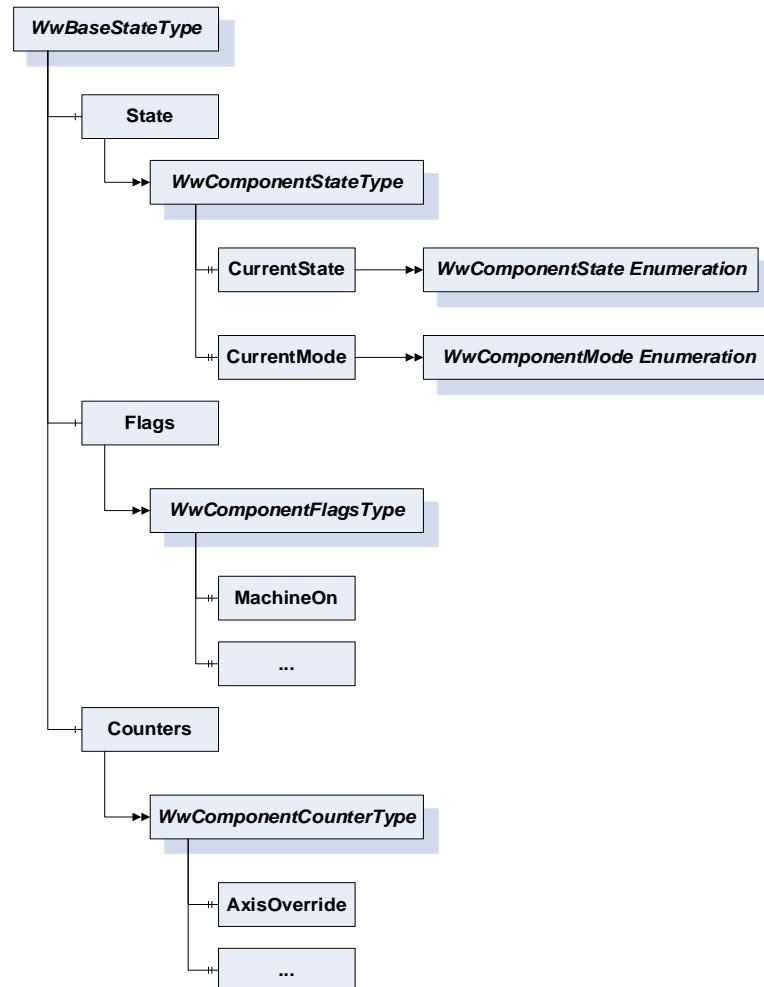 WwBaseStateType
State
WwComponentStateType
CurrentState
WwComponentState Enumeration
CurrentMode
WwComponentMode Enumeration
Flags
WwComponentFlagsType
MachineOn
...
Counters
WwComponentCounterType
AxisOverride
...